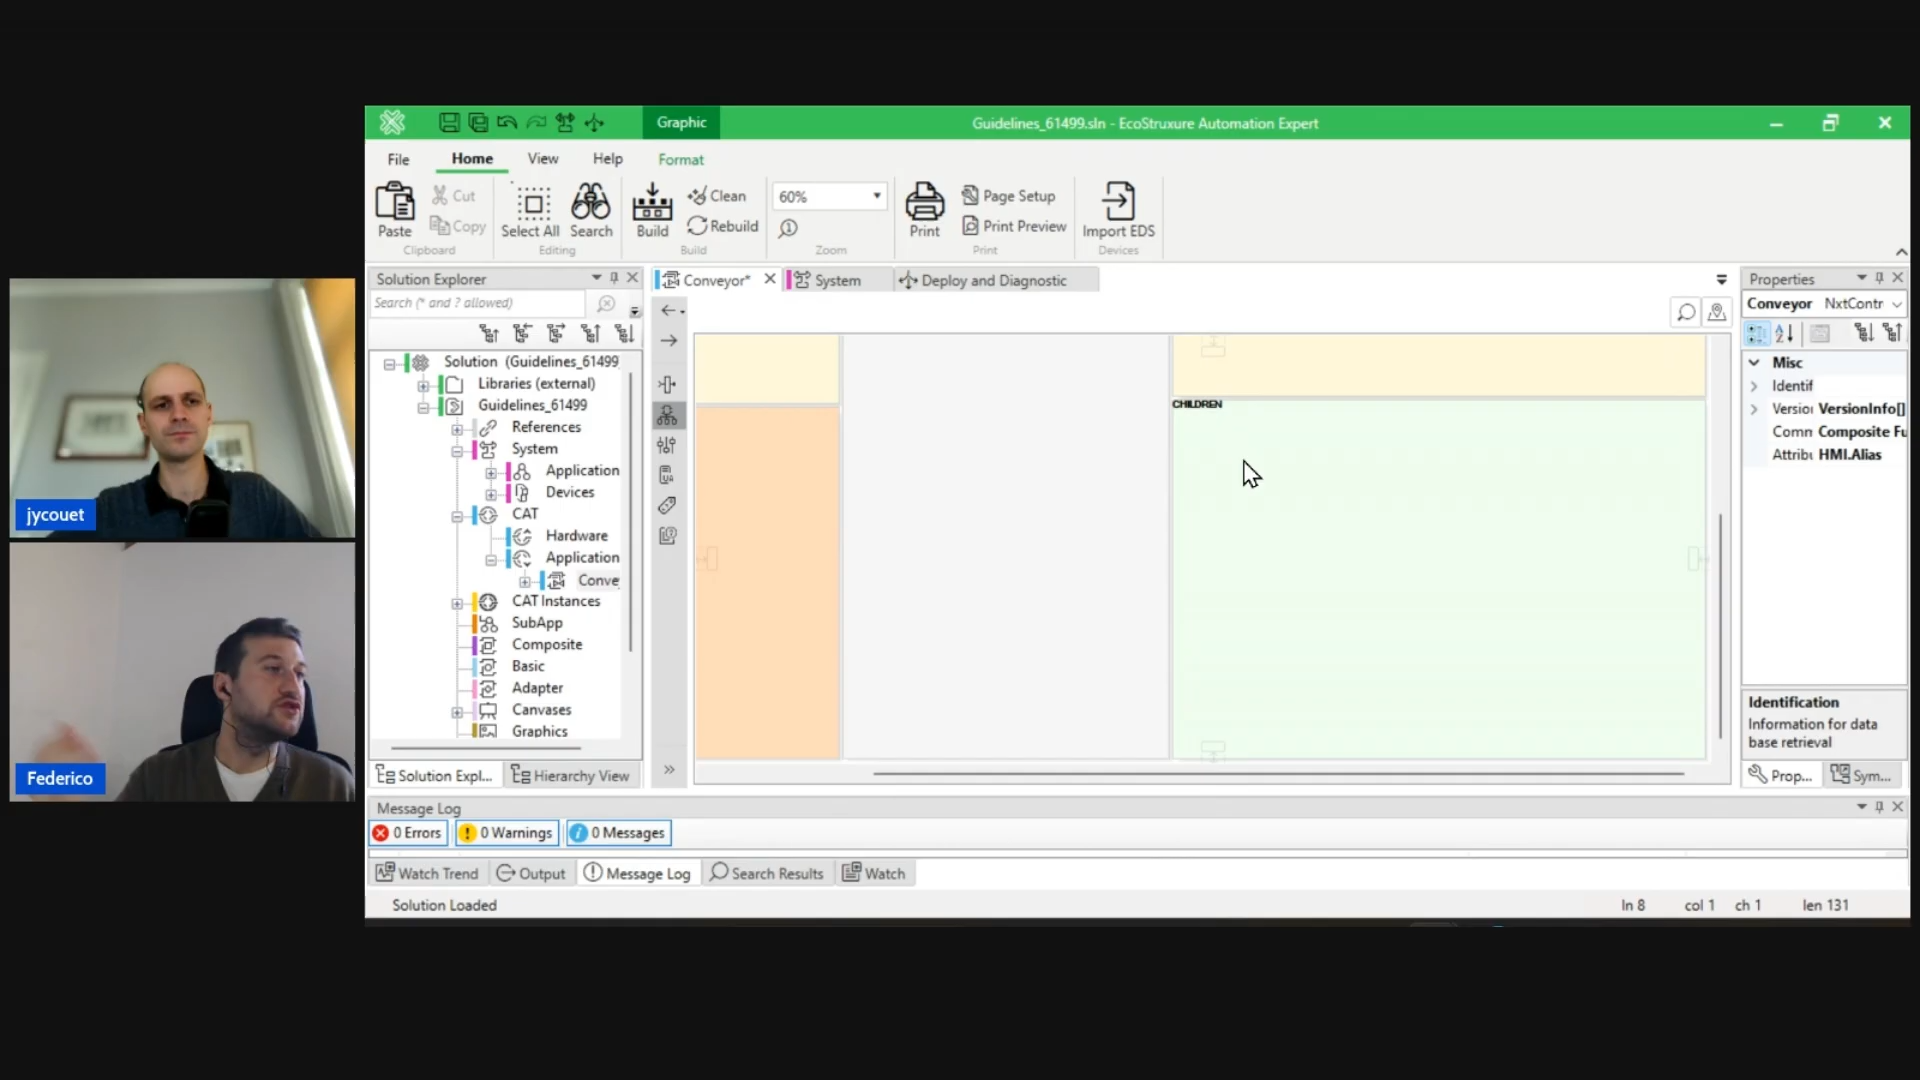 Graphic
Guidelines_61499.sln - EcoStruxure Automation Expert
File Home View Help Format
Paste
Cut
Copy
Clipboard
Select All Search
Editing
Build
Clean
Rebuild
Build
60%
Zoom
Print
Page Setup
Print Preview
Print
Import EDS
Devices
Solution Explorer
Search (* and ? allowed)
Solution (Guidelines_61499
Libraries (external)
Guidelines_61499
References
System
Application
Devices
CAT
Hardware
Application
Conve
CAT Instances
SubApp
Composite
Basic
Adapter
Canvases
Graphics
Solution Expl... Hierarchy View
Conveyor* System Deploy and Diagnostic
CHILDREN
Properties
Conveyor NxtContr
Misc
Identif
Version VersionInfo[]
Comm Composite Fu
Attribu HMI.Alias
Identification
Information for data
base retrieval
Prop... Sym...
Message Log
0 Errors 0 Warnings 0 Messages
Watch Trend Output Message Log Search Results Watch
Solution Loaded
ln 8 col 1 ch 1 len 131
jycouet
Federico